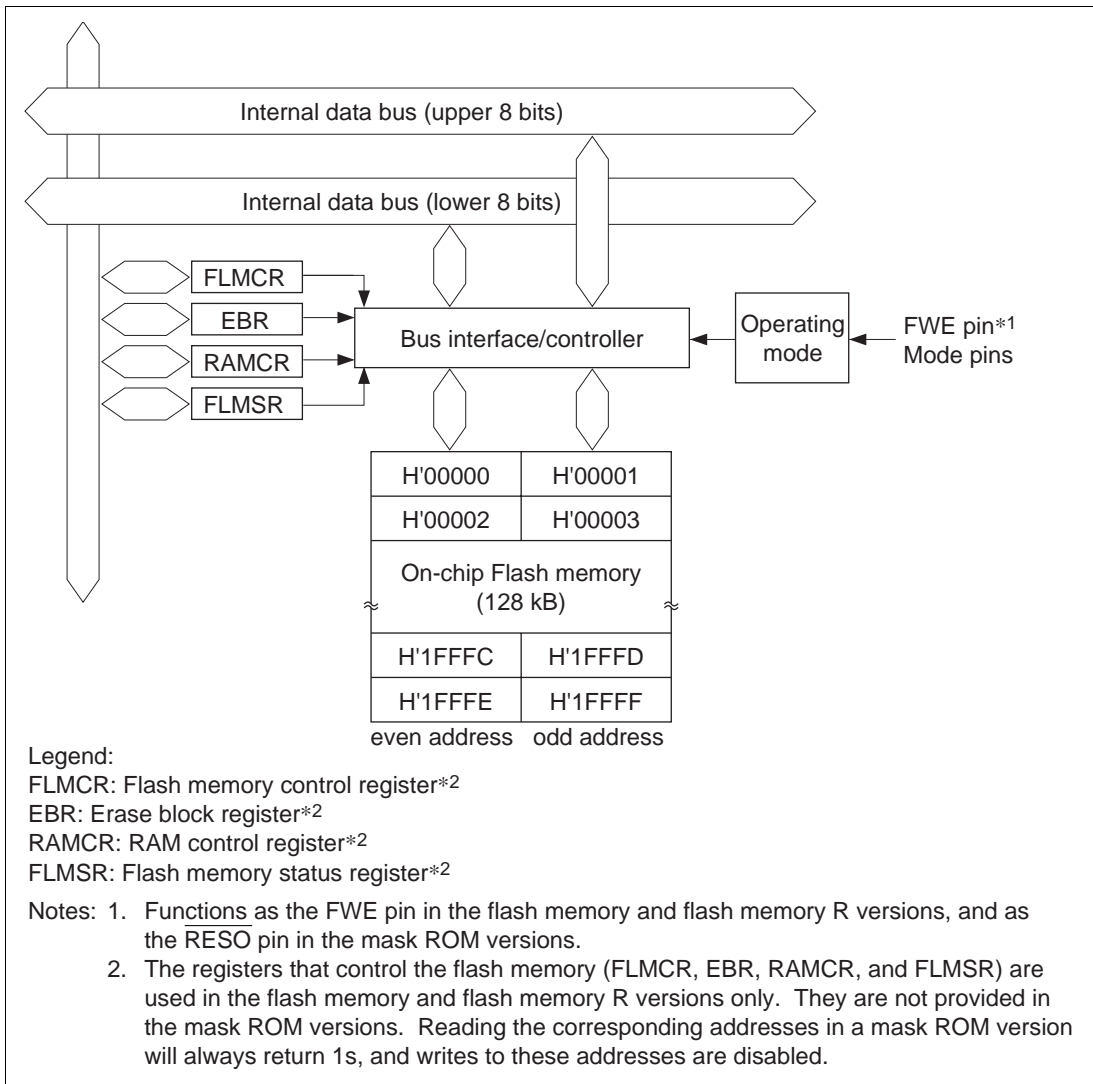 Internal data bus (upper 8 bits)
Internal data bus (lower 8 bits)
FLMCR
EBR
RAMCR
FLMSR
Bus interface/controller
Operating
mode
FWE pin*1
Mode pins
H'00000 H'00001
H'00002 H'00003
On-chip Flash memory
(128 kB)
H'1FFFC H'1FFFD
H'1FFFE H'1FFFF
even address odd address
Legend:
FLMCR: Flash memory control register*2
EBR: Erase block register*2
RAMCR: RAM control register*2
FLMSR: Flash memory status register*2
Notes: 1. Functions as the FWE pin in the flash memory and flash memory R versions, and as
the RESO pin in the mask ROM versions.
2. The registers that control the flash memory (FLMCR, EBR, RAMCR, and FLMSR) are
used in the flash memory and flash memory R versions only. They are not provided in
the mask ROM versions. Reading the corresponding addresses in a mask ROM version
will always return 1s, and writes to these addresses are disabled.